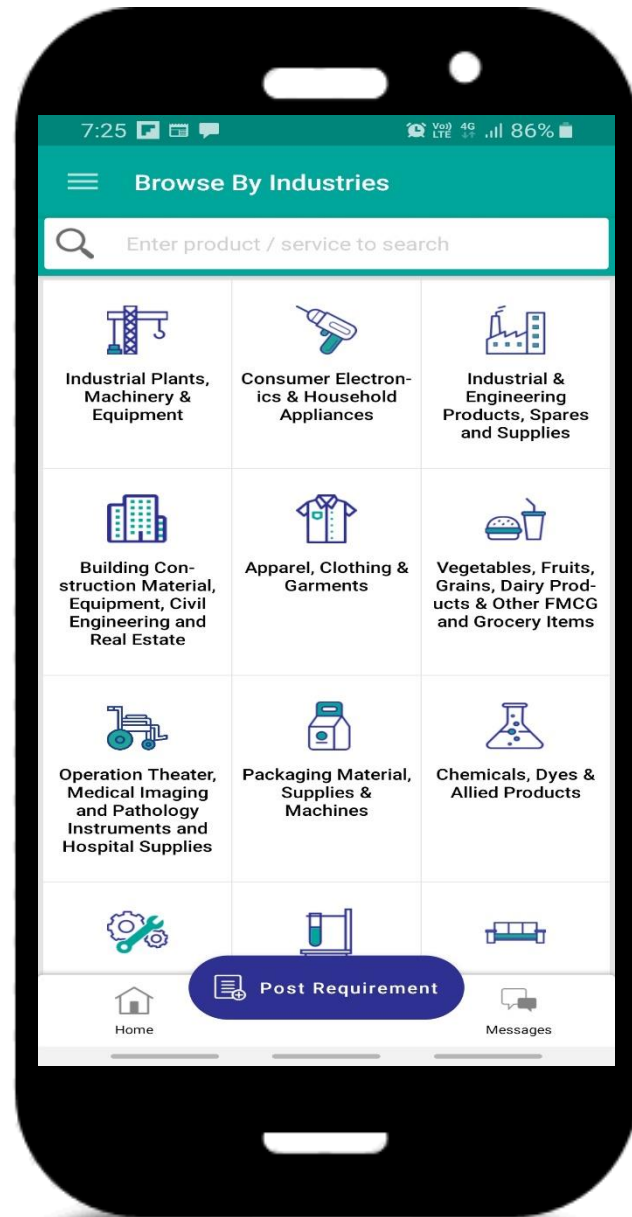 7:25
Vo)) LTE 4G 86%
Browse By Industries
Enter product / service to search
Industrial Plants,
Machinery &
Equipment
Consumer Electron-
ics & Household
Appliances
Industrial &
Engineering
Products, Spares
and Supplies
Building Con-
struction Material,
Equipment, Civil
Engineering and
Real Estate
Apparel, Clothing &
Garments
Vegetables, Fruits,
Grains, Dairy Prod-
ucts & Other FMCG
and Grocery Items
Operation Theater,
Medical Imaging
and Pathology
Instruments and
Hospital Supplies
Packaging Material,
Supplies &
Machines
Chemicals, Dyes &
Allied Products
Post Requirement
Home
Messages